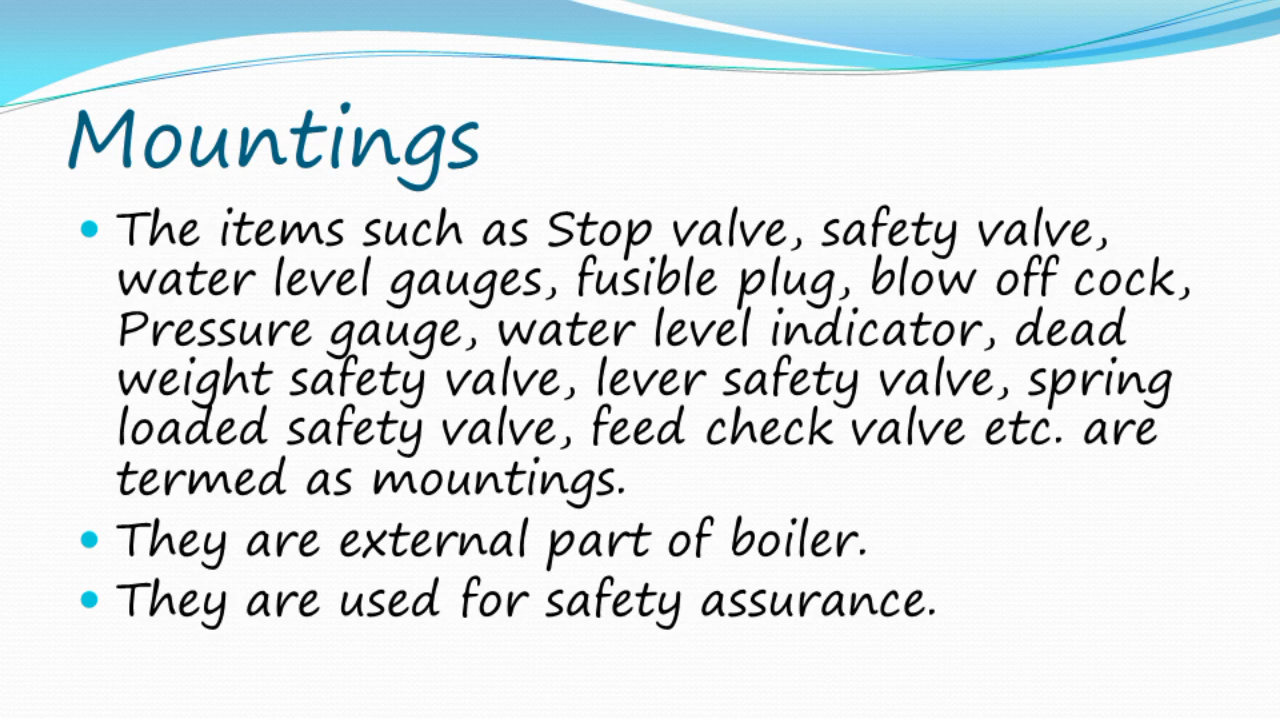 Mountings
• The items such as Stop valve, safety valve,
water level gauges, fusible plug, blow off cock,
Pressure gauge, water level indicator, dead
weight safety valve, lever safety valve, spring
loaded safety valve, feed check valve etc. are
termed as mountings.
• They are external part of boiler.
• They are used for safety assurance.